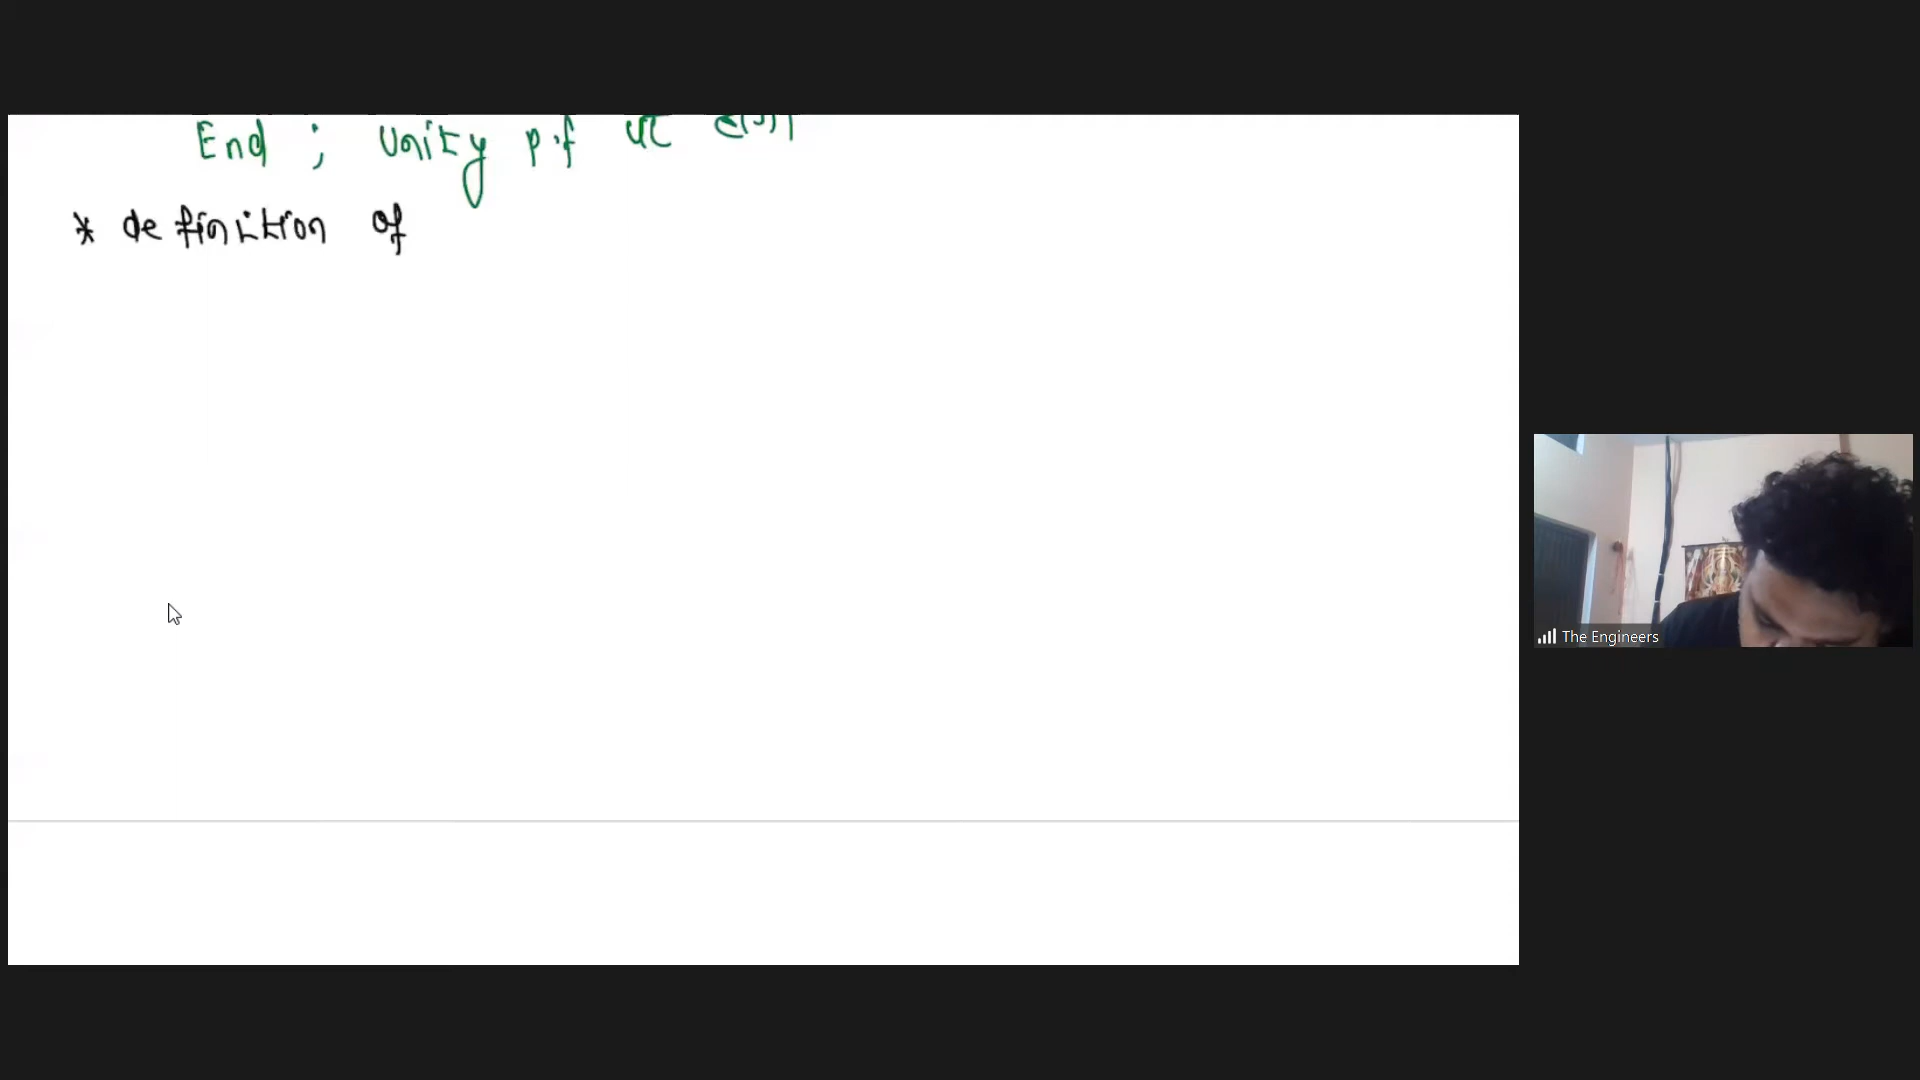 End ; Unity p.f
* definition of
The Engineers